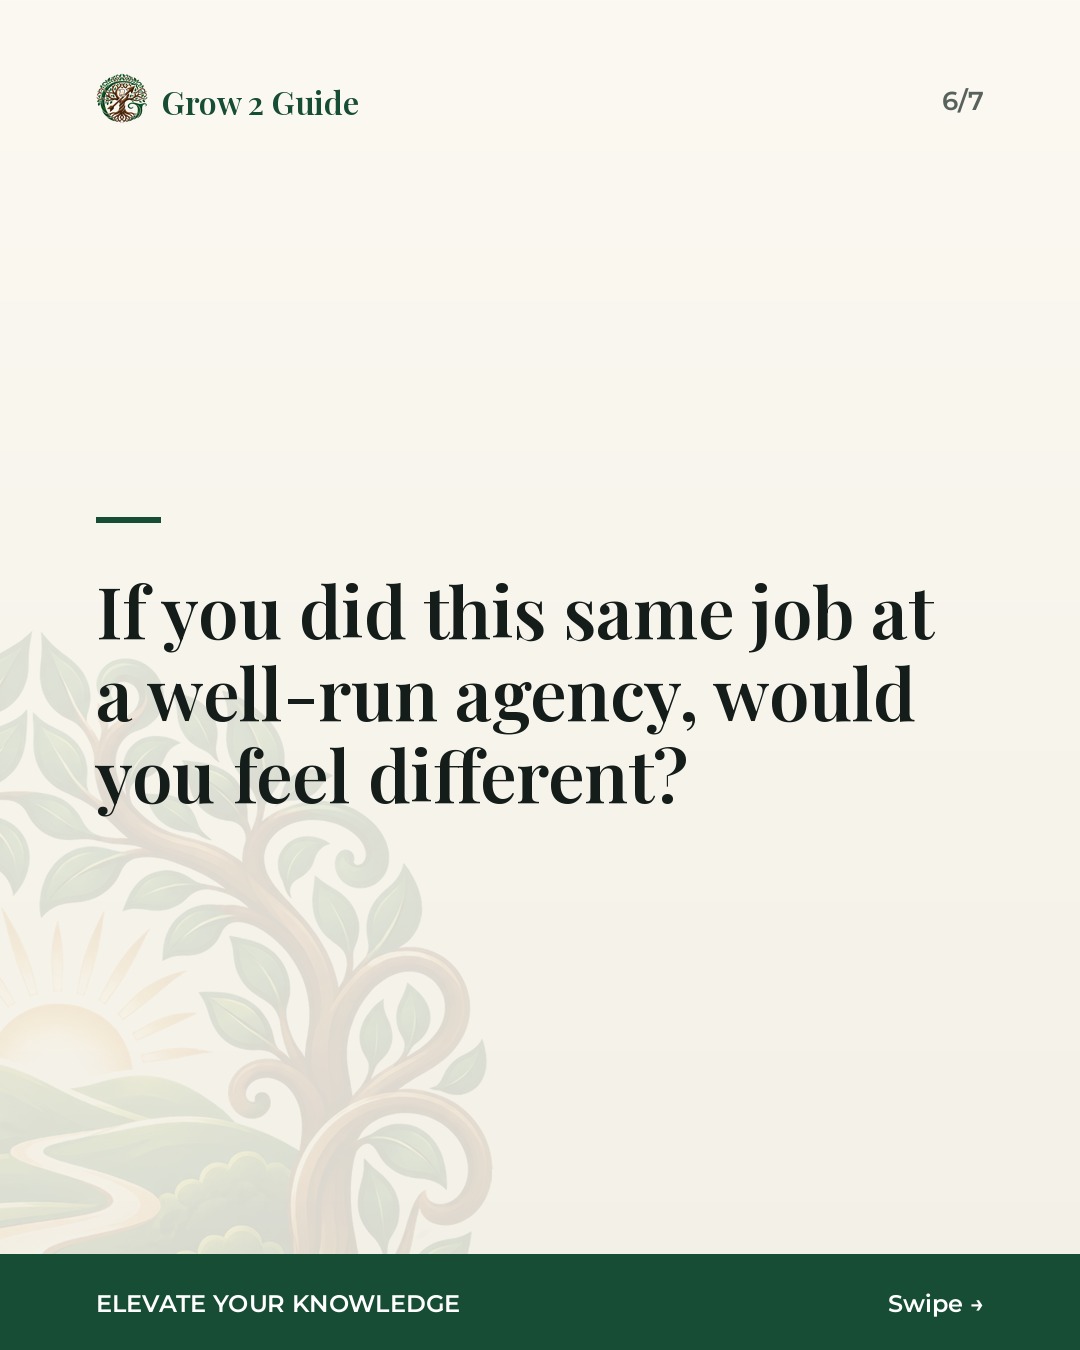 Grow 2 Guide
6/7
If you did this same job at
a well-run agency, would
you feel different?
ELEVATE YOUR KNOWLEDGE
Swipe →